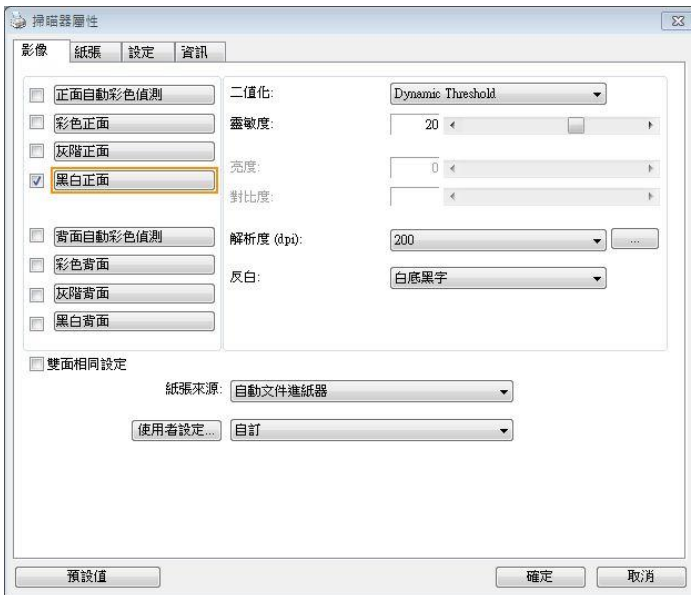 掃瞄器屬性
影像 紙張 設定 資訊
正面自動彩色偵測
彩色正面
灰階正面
黑白正面
背面自動彩色偵測
彩色背面
灰階背面
黑白背面
二值化: Dynamic Threshold
靈敏度: 20
亮度: 0
對比度:
解析度 (dpi): 200 ...
反白: 白底黑字
雙面相同設定
紙張來源: 自動文件進紙器
使用者設定... 自訂
預設值 確定 取消